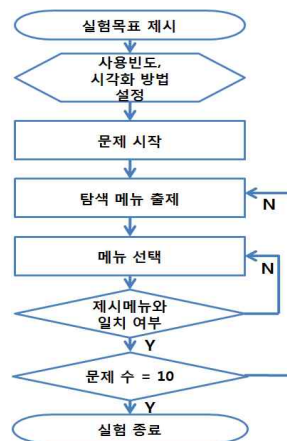 실험목표 제시
사용빈도,
시각화 방법
설정
문제 시작
탐색 메뉴 출제
N
메뉴 선택
N
제시메뉴와
일치 여부
Y
문제 수 = 10
Y
실험 종료